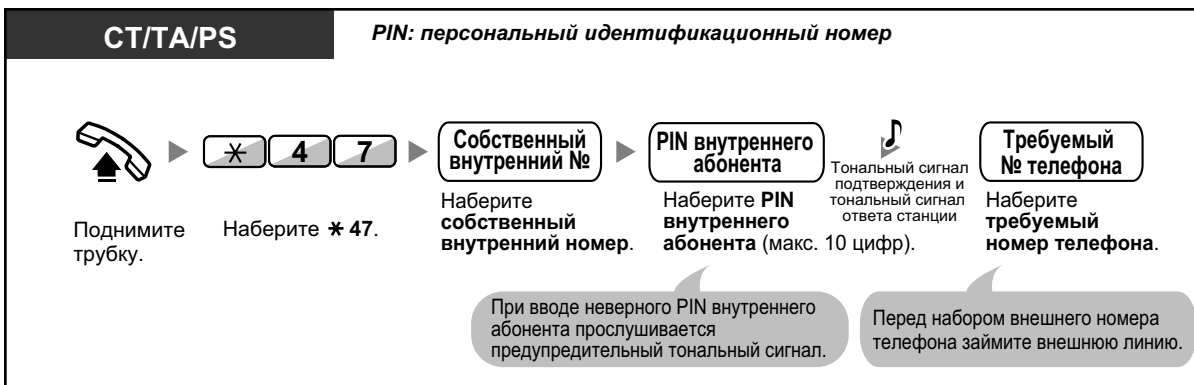 CT/TA/PS
PIN: персональный идентификационный номер
✳ 4 7
Собственный
внутренний №
PIN внутреннего
абонента
Тональный сигнал
подтверждения и
тональный сигнал
ответа станции
Требуемый
№ телефона
Поднимите
трубку.
Наберите ✳ 47.
Наберите
собственный
внутренний номер.
Наберите PIN
внутреннего
абонента (макс. 10 цифр).
Наберите
требуемый
номер телефона.
При вводе неверного PIN внутреннего
абонента прослушивается
предупредительный тональный сигнал.
Перед набором внешнего номера
телефона займите внешнюю линию.